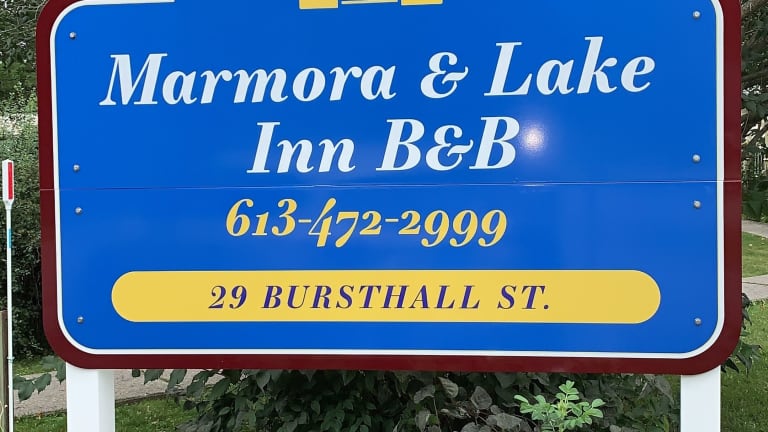 Marmora & Lake
Inn B&B
613-472-2999
29 BURSTHALL ST.